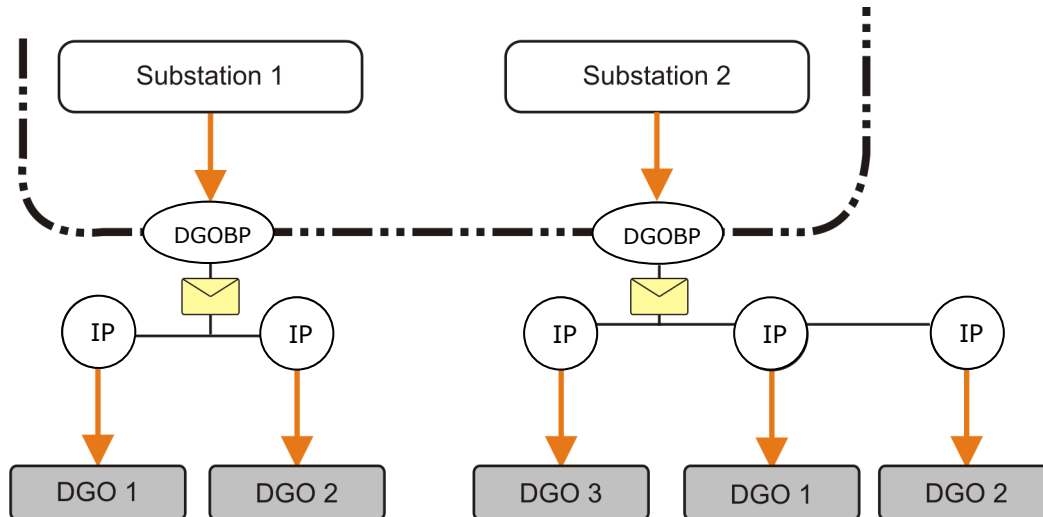 Substation 1
Substation 2
DGOBP
DGOBP
IP
IP
IP
IP
IP
DGO 1
DGO 2
DGO 3
DGO 1
DGO 2